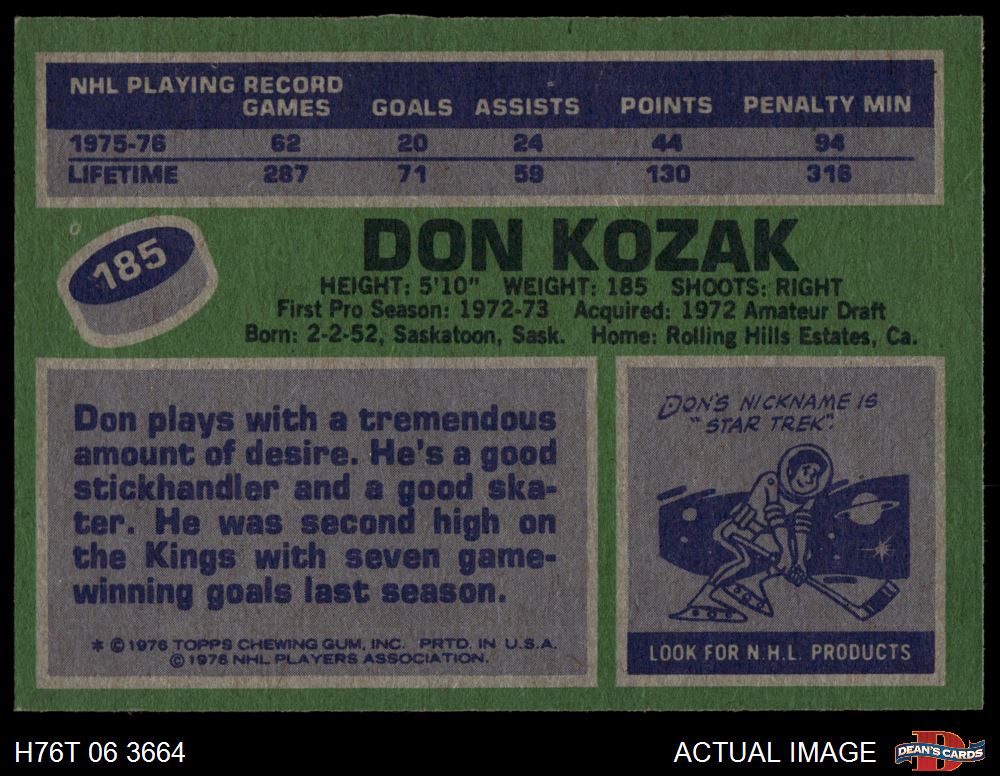 NHL PLAYING RECORD
GAMES GOALS ASSISTS POINTS PENALTY MIN
1975-76 62 20 24 44 94
LIFETIME 287 71 59 130 316
185
DON KOZAK
HEIGHT: 5'10" WEIGHT: 185 SHOOTS: RIGHT
First Pro Season: 1972-73 Acquired: 1972 Amateur Draft
Born: 2-2-52, Saskatoon, Sask. Home: Rolling Hills Estates, Ca.
Don plays with a tremendous
amount of desire. He's a good
stickhandler and a good ska-
ter. He was second high on
the Kings with seven game-
winning goals last season.
* © 1976 TOPPS CHEWING GUM, INC. PRTD. IN U.S.A.
© 1976 NHL PLAYERS ASSOCIATION.
DON'S NICKNAME IS
"STAR TREK".
LOOK FOR N.H.L. PRODUCTS
H76T 06 3664
ACTUAL IMAGE
D
DEAN'S CARDS